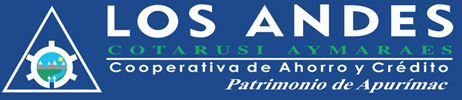 LOS ANDES
COTARUSI AYMARAES
Cooperativa de Ahorro y Crédito
Patrimonio de Apurímac